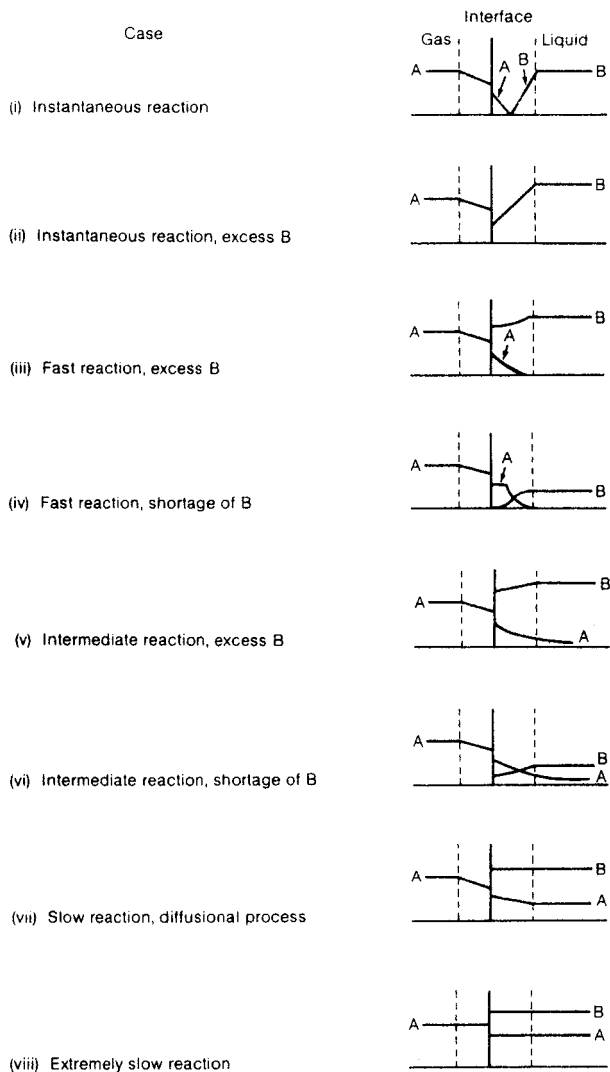 Case
Interface
Gas
Liquid
(i) Instantaneous reaction
A
A
B
B
(ii) Instantaneous reaction, excess B
A
B
(iii) Fast reaction, excess B
A
A
B
(iv) Fast reaction, shortage of B
A
A
B
(v) Intermediate reaction, excess B
A
B
A
(vi) Intermediate reaction, shortage of B
A
B
A
(vii) Slow reaction, diffusional process
A
B
A
(viii) Extremely slow reaction
A
B
A